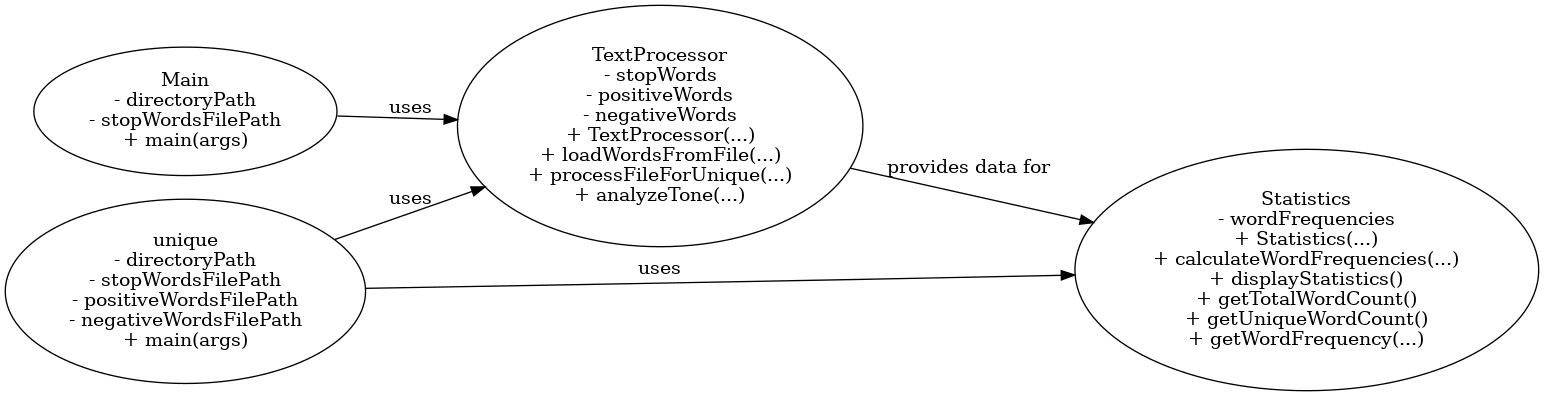 Main
- directoryPath
- stopWordsFilePath
+ main(args)
uses
unique
- directoryPath
- stopWordsFilePath
- positiveWordsFilePath
- negativeWordsFilePath
+ main(args)
uses
uses
TextProcessor
- stopWords
- positiveWords
- negativeWords
+ TextProcessor(...)
+ loadWordsFromFile(...)
+ processFileForUnique(...)
+ analyzeTone(...)
provides data for
Statistics
- wordFrequencies
+ Statistics(...)
+ calculateWordFrequencies(...)
+ displayStatistics()
+ getTotalWordCount()
+ getUniqueWordCount()
+ getWordFrequency(...)